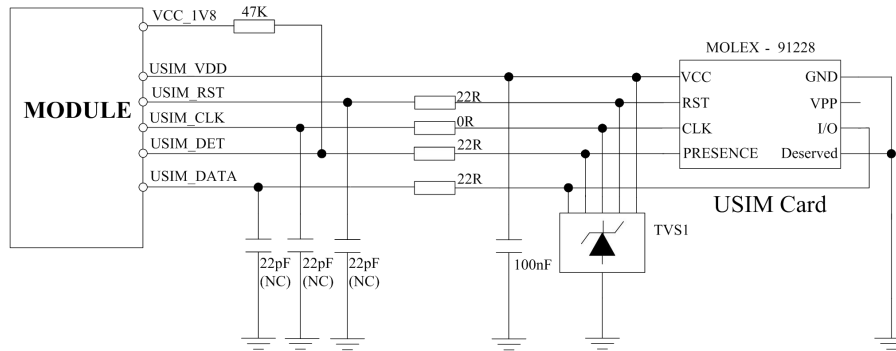 VCC_1V8
47K
MOLEX - 91228
USIM_VDD
VCC
GND
USIM_RST
22R
RST
VPP
MODULE
USIM_CLK
0R
CLK
I/O
USIM_DET
22R
PRESENCE
Deserved
USIM_DATA
22R
USIM Card
TVS1
22pF
(NC)
22pF
(NC)
22pF
(NC)
100nF